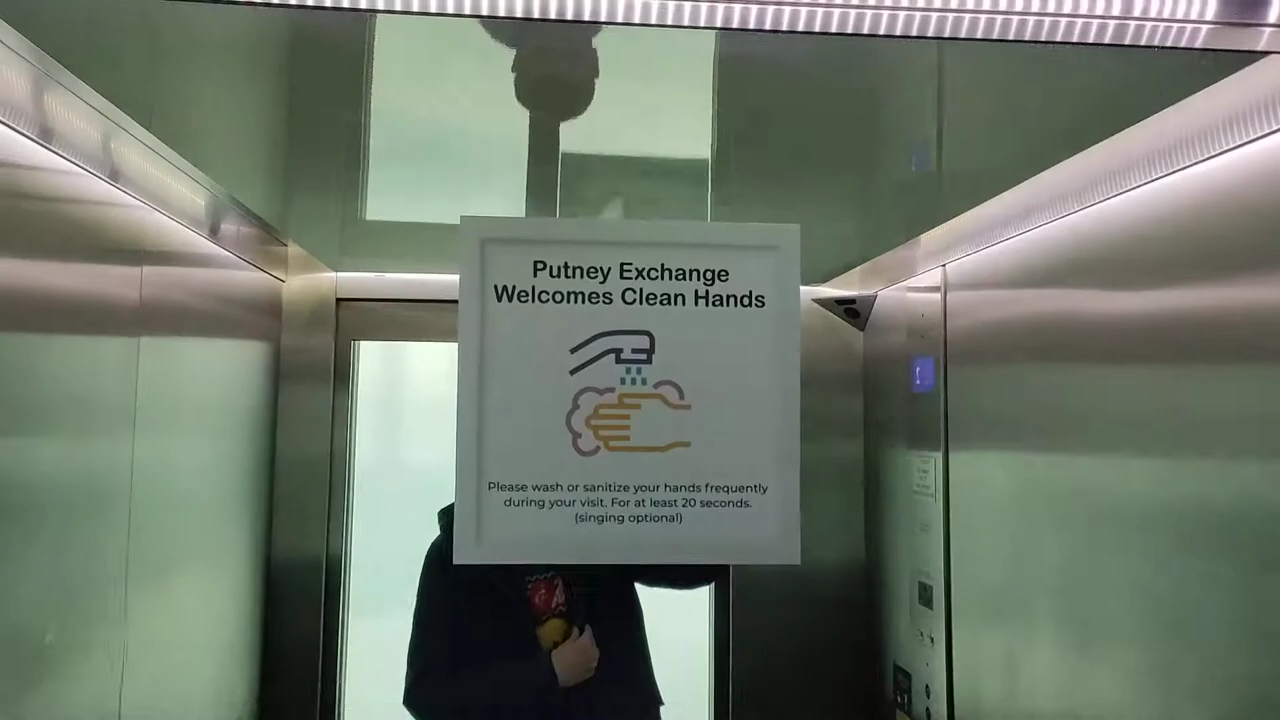 Putney Exchange
Welcomes Clean Hands
Please wash or sanitize your hands frequently
during your visit. For at least 20 seconds.
(singing optional)